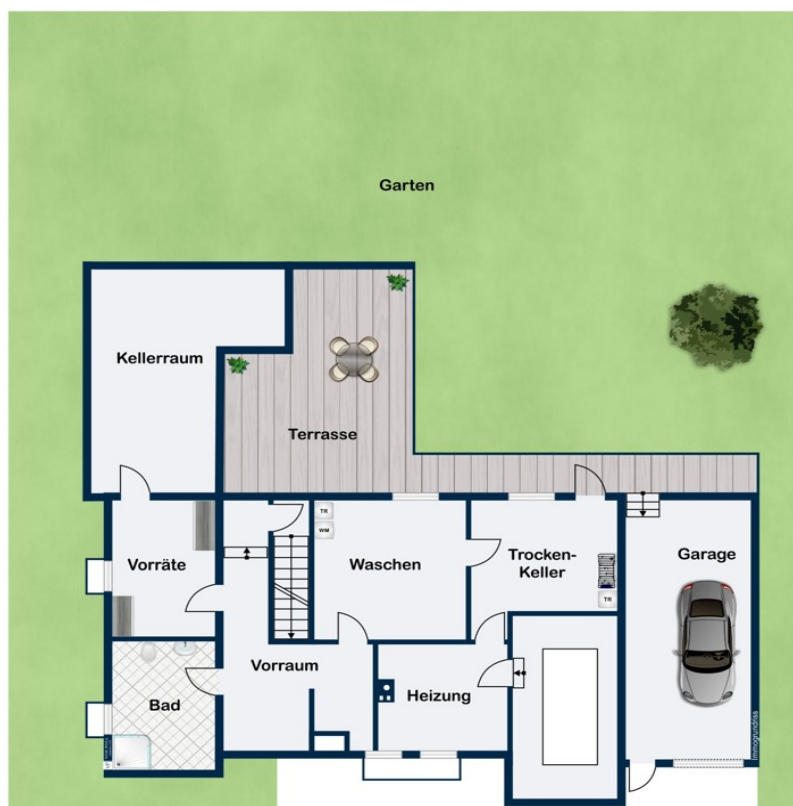 Garten
Kellerraum
Terrasse
TR
WM
Vorräte
Waschen
Trocken-
Keller
Garage
TR
Vorraum
Bad
Heizung
Immogrundriss